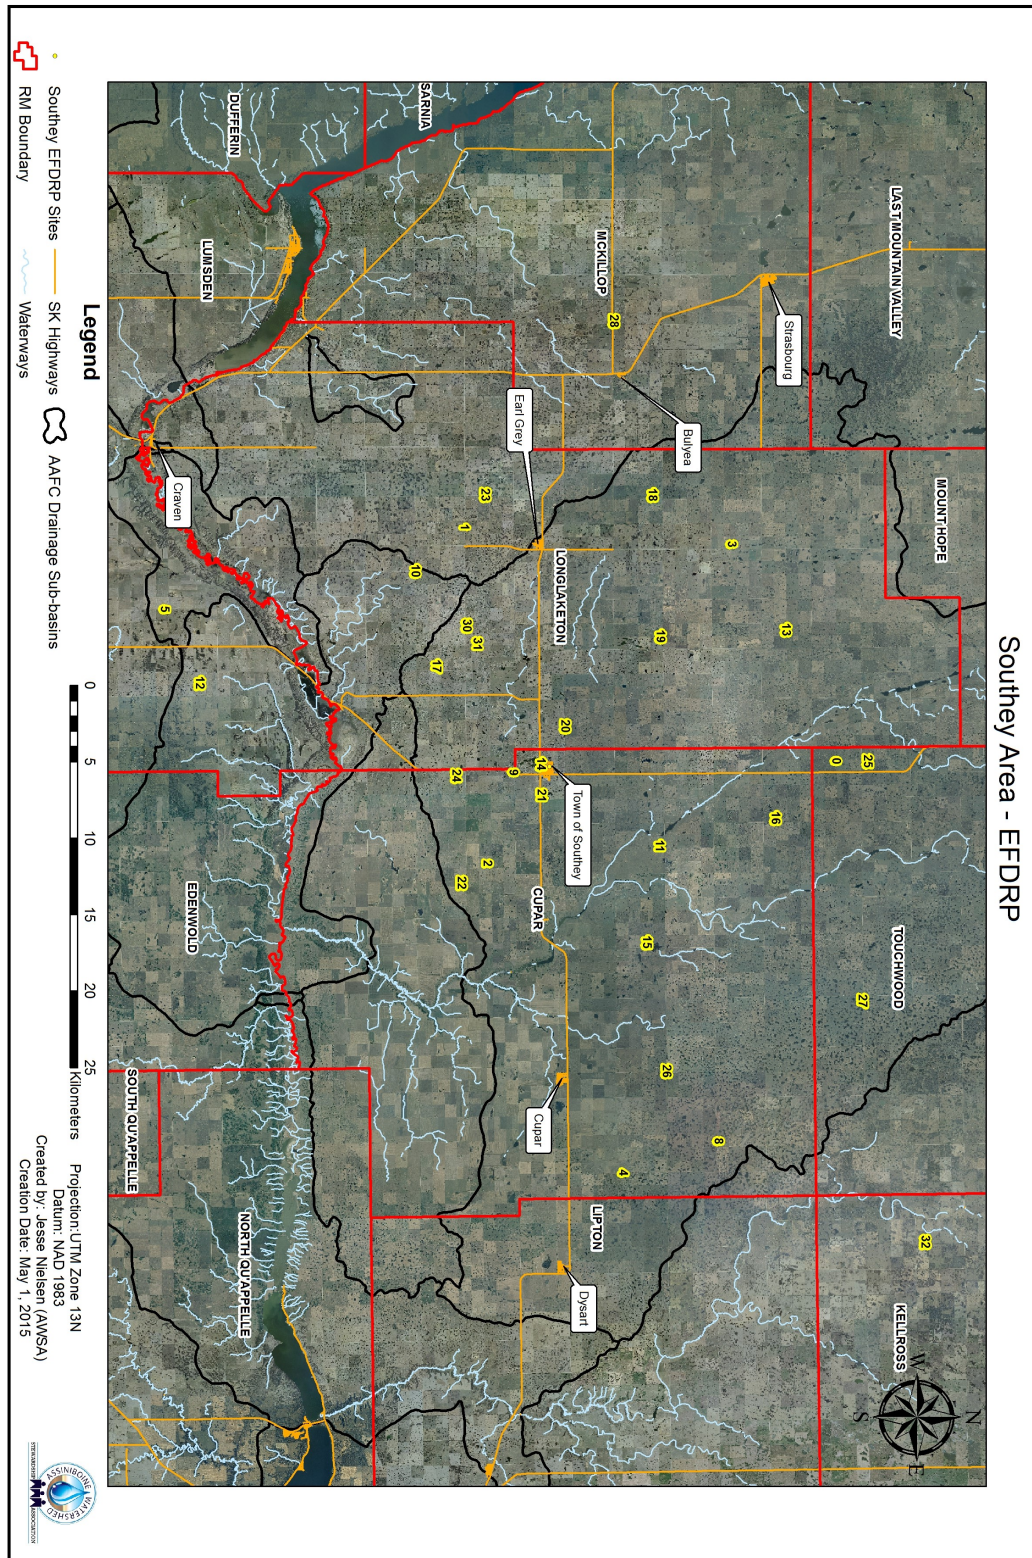 Southey Area - EFDRP
LAST MOUNTAIN VALLEY
MOUNT HOPE
TOUCHWOOD
KELLROSS
N
W
E
S
32
27
25
0
Strasbourg
13
16
3
8
18
19
11
15
26
Bulyea
MCKILLOP
28
4
LIPTON
Town of Southey
Dysart
LONGLAKETON
20
Earl Grey
14
21
CUPAR
Cupar
9
23
1
30
31
2
22
24
17
10
SARNIA
DUFFERIN
LUMSDEN
Craven
5
12
EDENWOLD
NORTH QU'APPELLE
SOUTH QU'APPELLE
Legend
Southey EFDRP Sites
SK Highways
AAFC Drainage Sub-basins
RM Boundary
Waterways
0 5 10 15 20 25
Kilometers
Projection:UTM Zone 13N
Datum: NAD 1983
Created by: Jesse Nielsen (AWSA)
Creation Date: May 1, 2015
ASSINIBOINE WATERSHED
STEWARDSHIP ASSOCIATION